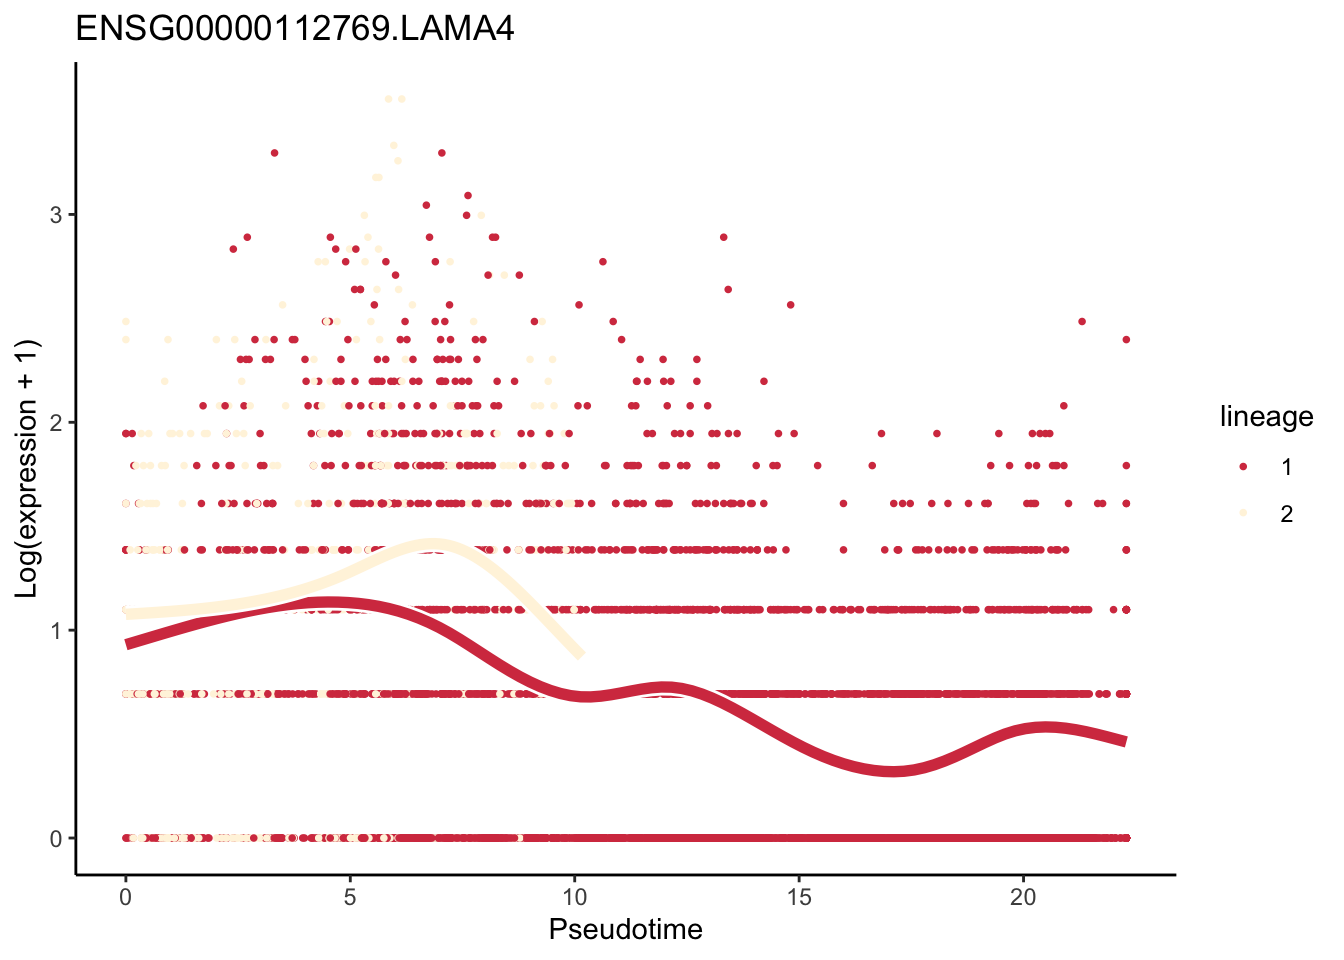 ENSG00000112769.LAMA4
Log(expression + 1)
3
2
1
0
0 5 10 15 20
Pseudotime
lineage
1
2